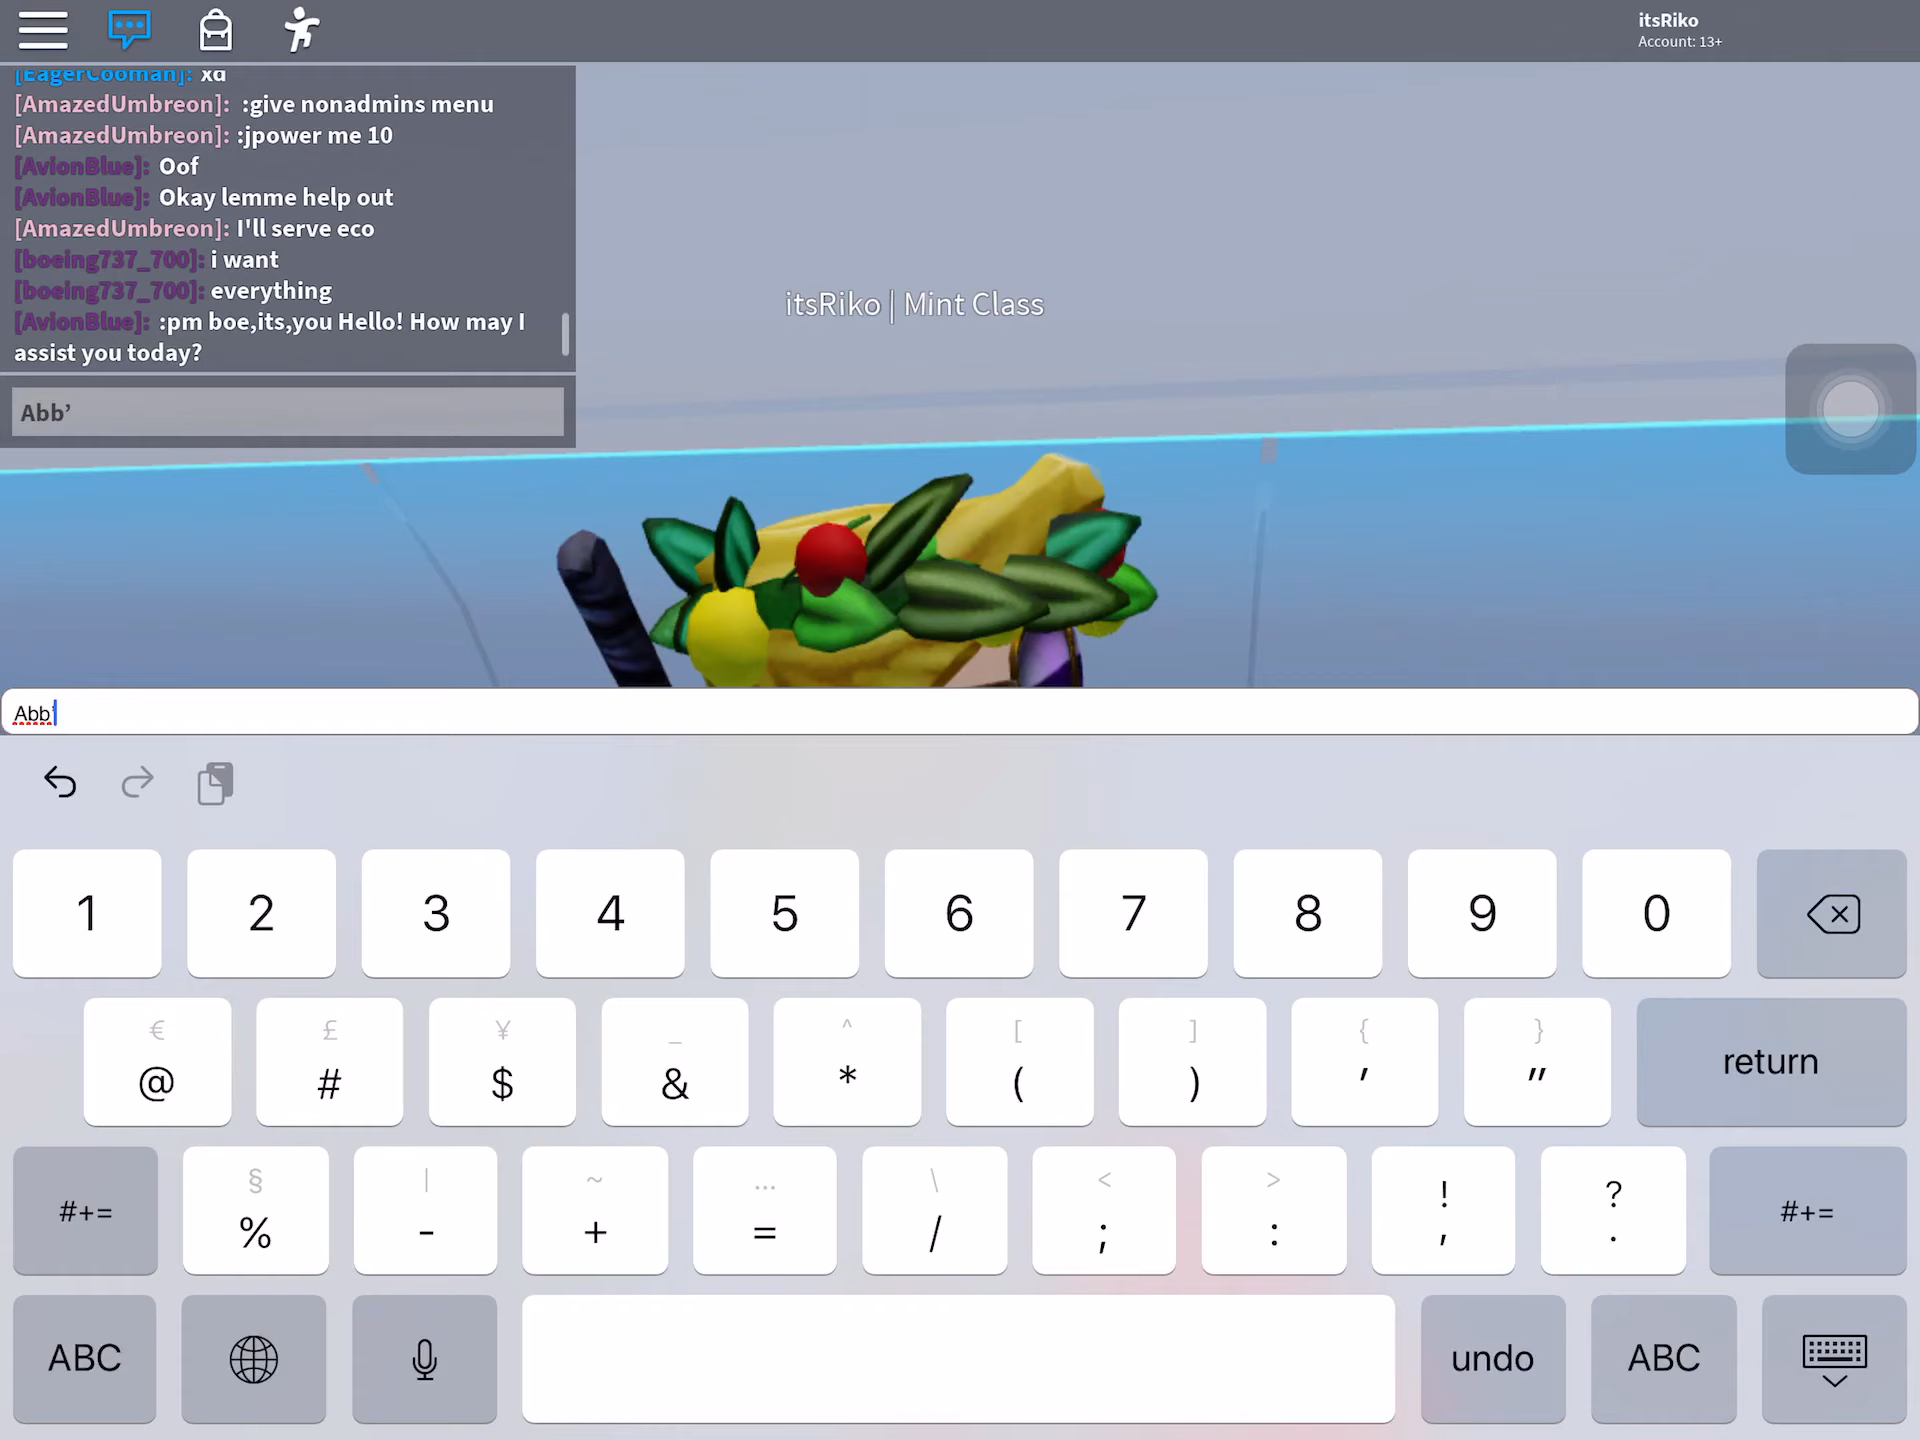 itsRiko
Account: 13+
[EagerCooman]: xd
[AmazedUmbreon]: :give nonadmins menu
[AmazedUmbreon]: :jpower me 10
[AvionBlue]: Oof
[AvionBlue]: Okay lemme help out
[AmazedUmbreon]: I'll serve eco
[boeing737_700]: i want
[boeing737_700]: everything
[AvionBlue]: :pm boe,its,you Hello! How may I
assist you today?
Abb’
itsRiko | Mint Class
Abb’
1 2 3 4 5 6 7 8 9 0
€ £ ¥ _ ^ [ ] { }
@ # $ & * ( ) ' " return
§ | ~ … \ < > ! ?
#+= % - + = / ; : , . #+=
ABC undo ABC